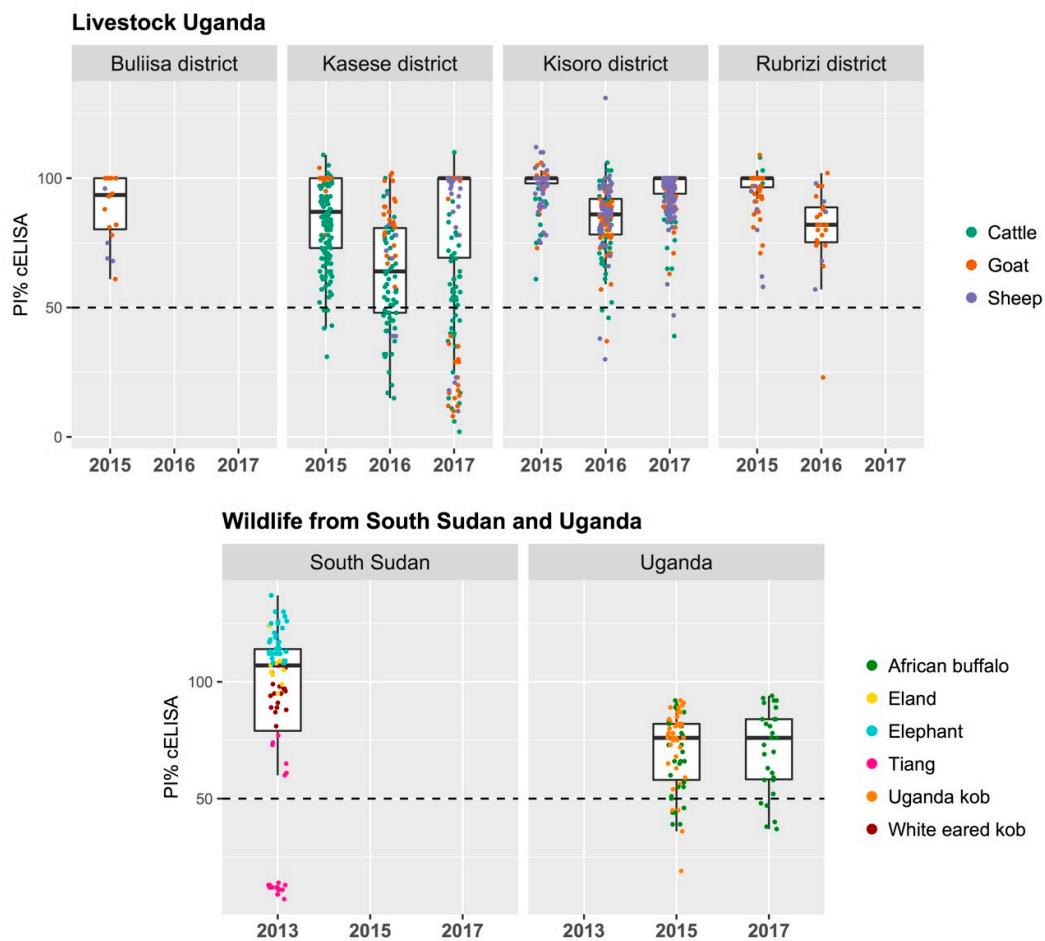 Livestock Uganda
Buliisa district
Kasese district
Kisoro district
Rubrizi district
PI% cELISA
100
50
0
2015 2016 2017
2015 2016 2017
2015 2016 2017
2015 2016 2017
Cattle
Goat
Sheep
Wildlife from South Sudan and Uganda
South Sudan
Uganda
PI% cELISA
100
50
2013 2015 2017
2013 2015 2017
African buffalo
Eland
Elephant
Tiang
Uganda kob
White eared kob